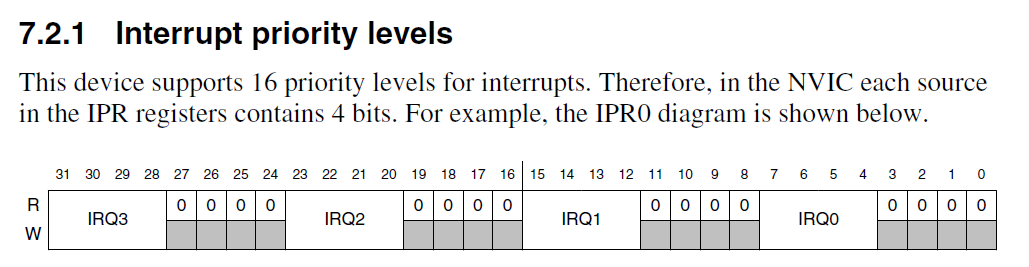 7.2.1 Interrupt priority levels
This device supports 16 priority levels for interrupts. Therefore, in the NVIC each source
in the IPR registers contains 4 bits. For example, the IPR0 diagram is shown below.
31 30 29 28 27 26 25 24 23 22 21 20 19 18 17 16 15 14 13 12 11 10 9 8 7 6 5 4 3 2 1 0
R 0 0 0 0 0 0 0 0 0 0 0 0 0 0 0 0
IRQ3 IRQ2 IRQ1 IRQ0
W